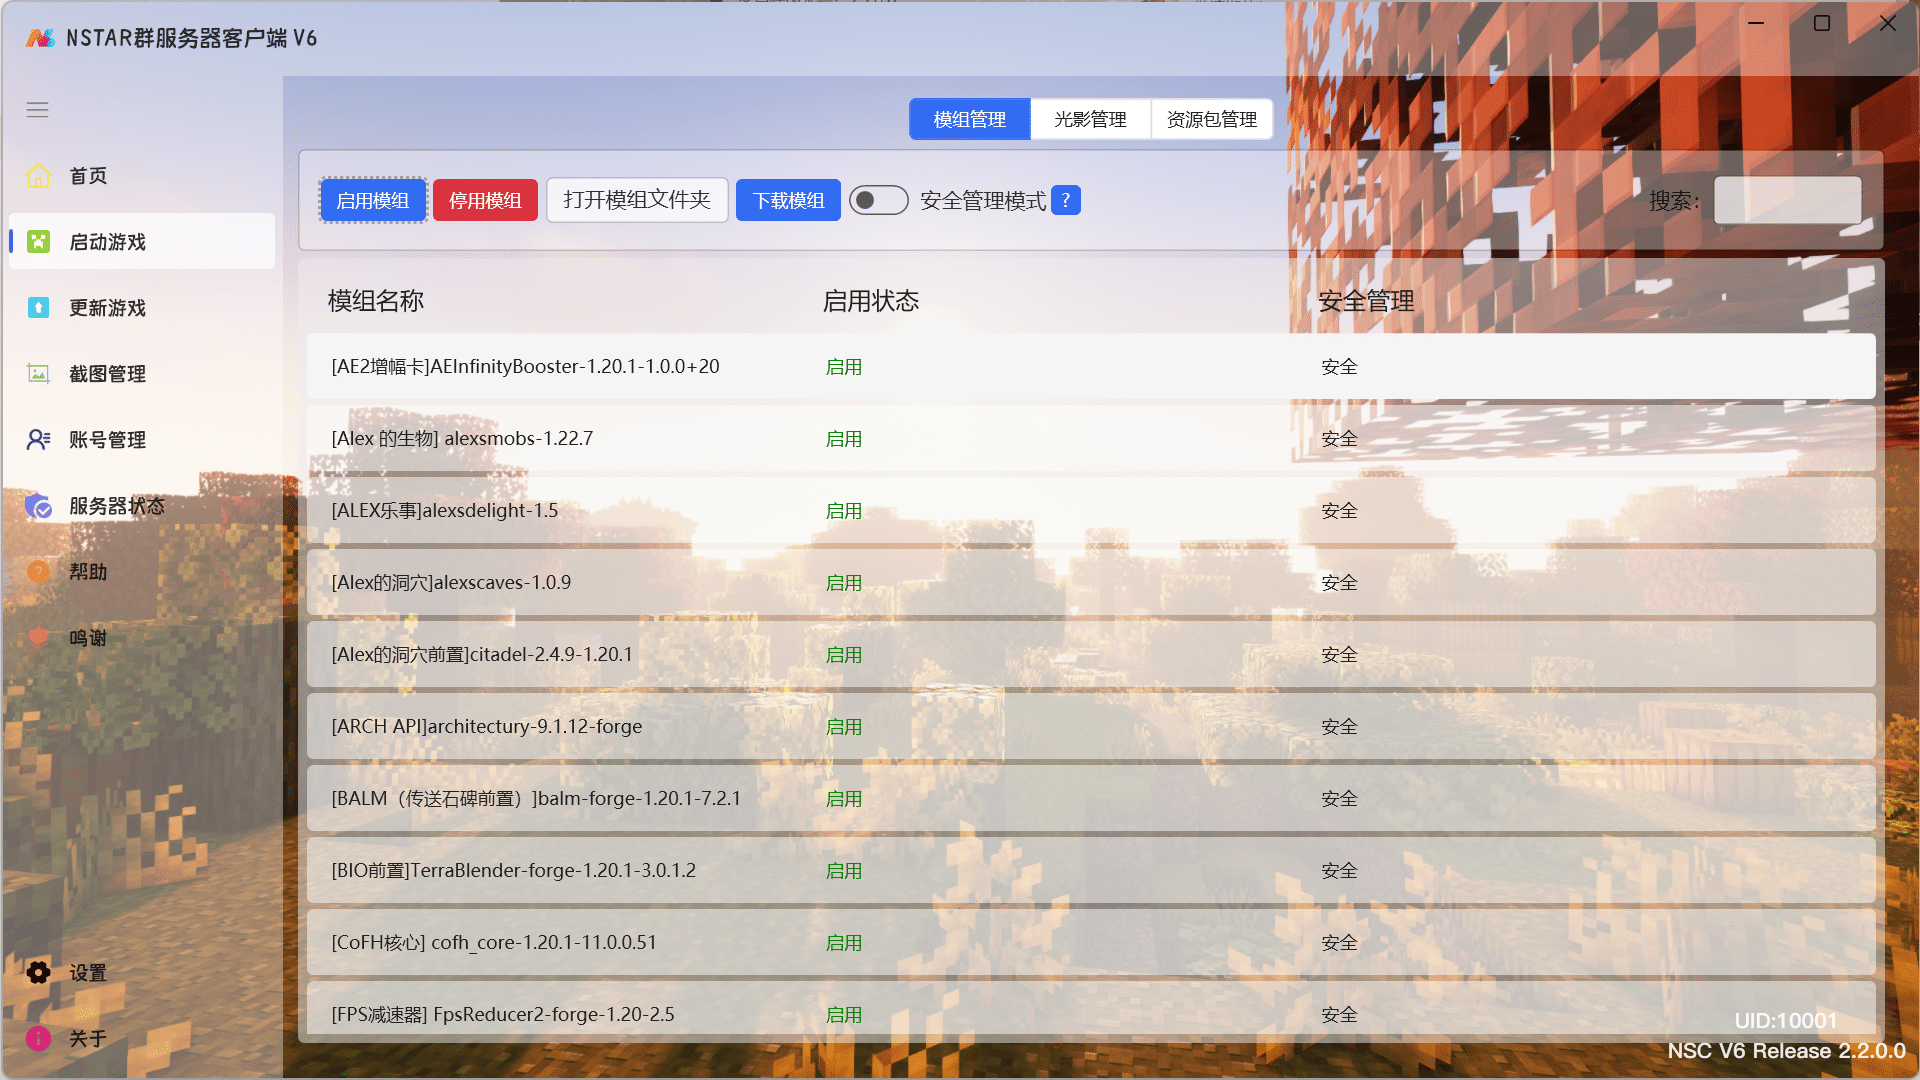 NSTAR群服务器客户端 V6
首页
启动游戏
更新游戏
截图管理
账号管理
服务器状态
帮助
鸣谢
设置
关于
模组管理 光影管理 资源包管理
启用模组 停用模组 打开模组文件夹 下载模组 安全管理模式 ? 搜索:
模组名称 启用状态 安全管理
[AE2增幅卡]AEInfinityBooster-1.20.1-1.0.0+20 启用 安全
[Alex 的生物] alexsmobs-1.22.7 启用 安全
[ALEX乐事]alexsdelight-1.5 启用 安全
[Alex的洞穴]alexscaves-1.0.9 启用 安全
[Alex的洞穴前置]citadel-2.4.9-1.20.1 启用 安全
[ARCH API]architectury-9.1.12-forge 启用 安全
[BALM（传送石碑前置）]balm-forge-1.20.1-7.2.1 启用 安全
[BIO前置]TerraBlender-forge-1.20.1-3.0.1.2 启用 安全
[CoFH核心] cofh_core-1.20.1-11.0.0.51 启用 安全
[FPS减速器] FpsReducer2-forge-1.20-2.5 启用 安全
UID:10001
NSC V6 Release 2.2.0.0